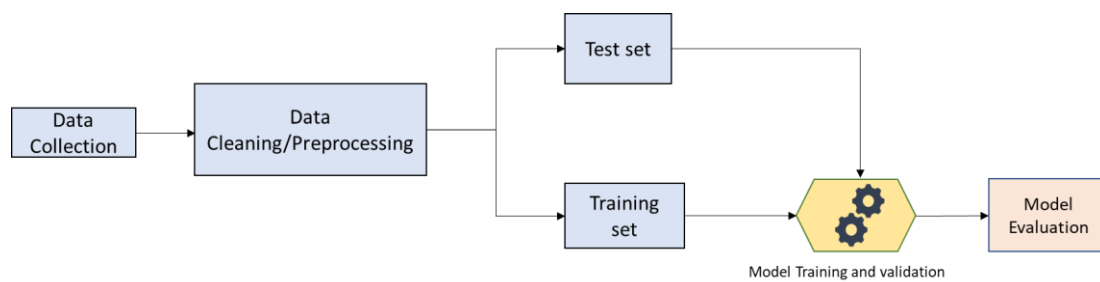 Data
Collection
Data
Cleaning/Preprocessing
Test set
Training
set
Model Training and validation
Model
Evaluation